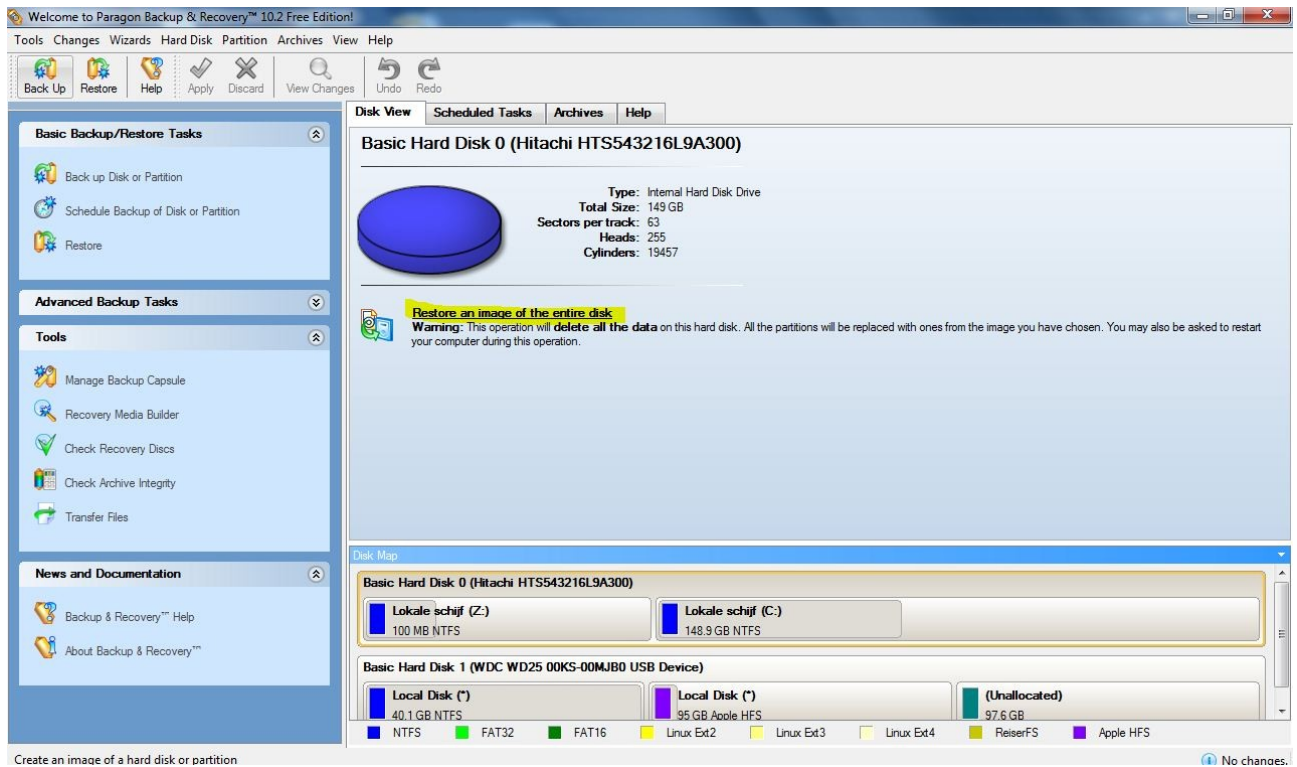 Welcome to Paragon Backup & Recovery™ 10.2 Free Edition!
Tools Changes Wizards Hard Disk Partition Archives View Help
Back Up Restore Help Apply Discard View Changes Undo Redo
Disk View Scheduled Tasks Archives Help
Basic Backup/Restore Tasks
Back up Disk or Partition
Schedule Backup of Disk or Partition
Restore
Advanced Backup Tasks
Tools
Manage Backup Capsule
Recovery Media Builder
Check Recovery Discs
Check Archive Integrity
Transfer Files
News and Documentation
Backup & Recovery™ Help
About Backup & Recovery™
Basic Hard Disk 0 (Hitachi HTS543216L9A300)
Type: Internal Hard Disk Drive
Total Size: 149 GB
Sectors per track: 63
Heads: 255
Cylinders: 19457
Restore an image of the entire disk
Warning: This operation will delete all the data on this hard disk. All the partitions will be replaced with ones from the image you have chosen. You may also be asked to restart
your computer during this operation.
Disk Map
Basic Hard Disk 0 (Hitachi HTS543216L9A300)
Lokale schijf (Z:)
100 MB NTFS
Lokale schijf (C:)
148.9 GB NTFS
Basic Hard Disk 1 (WDC WD25 00KS-00MJB0 USB Device)
Local Disk (*)
40.1 GB NTFS
Local Disk (*)
95 GB Apple HFS
(Unallocated)
97.6 GB
NTFS FAT32 FAT16 Linux Ext2 Linux Ext3 Linux Ext4 ReiserFS Apple HFS
Create an image of a hard disk or partition
No changes.